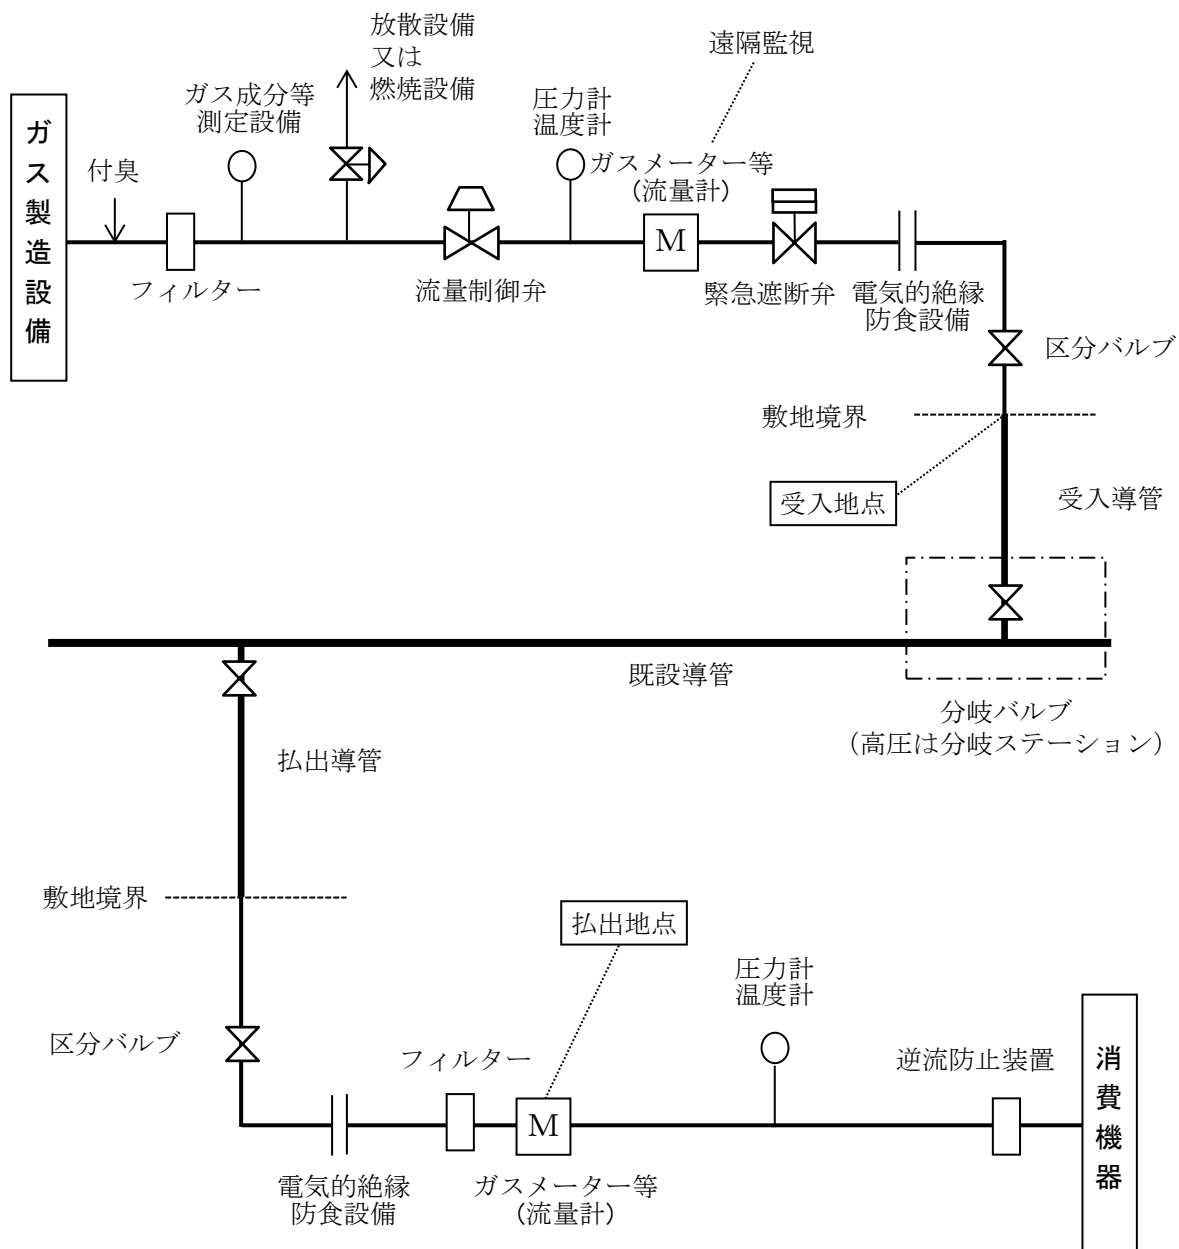 放散設備
又は
燃焼設備
遠隔監視
ガス成分等
測定設備
圧力計
温度計
ガス製造設備
付臭
ガスメーター等
(流量計)
M
フィルター
流量制御弁
緊急遮断弁
電気的絶縁
防食設備
区分バルブ
敷地境界
受入地点
受入導管
既設導管
分岐バルブ
（高圧は分岐ステーション）
払出導管
敷地境界
払出地点
圧力計
温度計
区分バルブ
フィルター
逆流防止装置
消費機器
M
電気的絶縁
防食設備
ガスメーター等
(流量計)